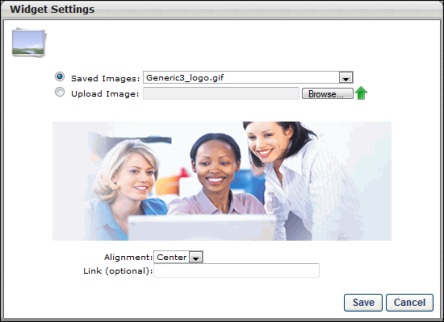 Widget Settings
Saved Images: Generic3_logo.gif
Upload Image: Browse...
Alignment: Center
Link (optional):
Save Cancel